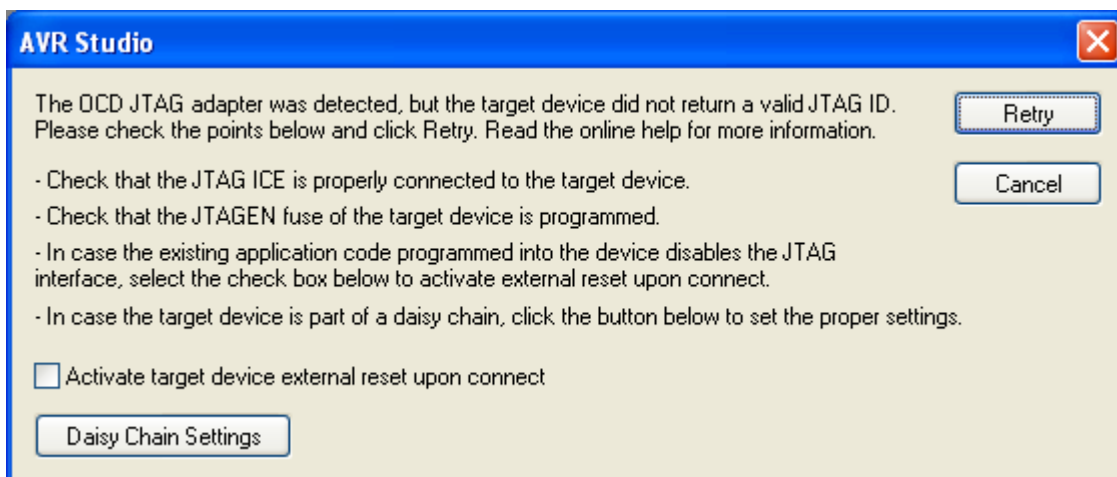 AVR Studio
The OCD JTAG adapter was detected, but the target device did not return a valid JTAG ID.
Please check the points below and click Retry. Read the online help for more information.
Retry
- Check that the JTAG ICE is properly connected to the target device.
Cancel
- Check that the JTAGEN fuse of the target device is programmed.
- In case the existing application code programmed into the device disables the JTAG
interface, select the check box below to activate external reset upon connect.
- In case the target device is part of a daisy chain, click the button below to set the proper settings.
Activate target device external reset upon connect
Daisy Chain Settings